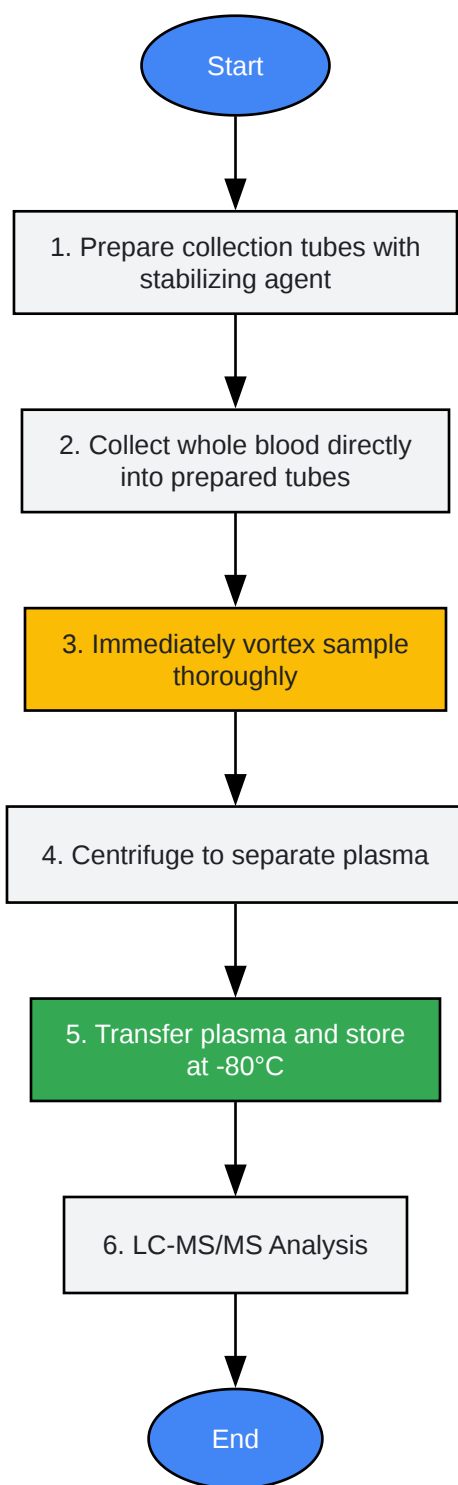 Start
1. Prepare collection tubes with
stabilizing agent
2. Collect whole blood directly
into prepared tubes
3. Immediately vortex sample
thoroughly
4. Centrifuge to separate plasma
5. Transfer plasma and store
at -80°C
6. LC-MS/MS Analysis
End